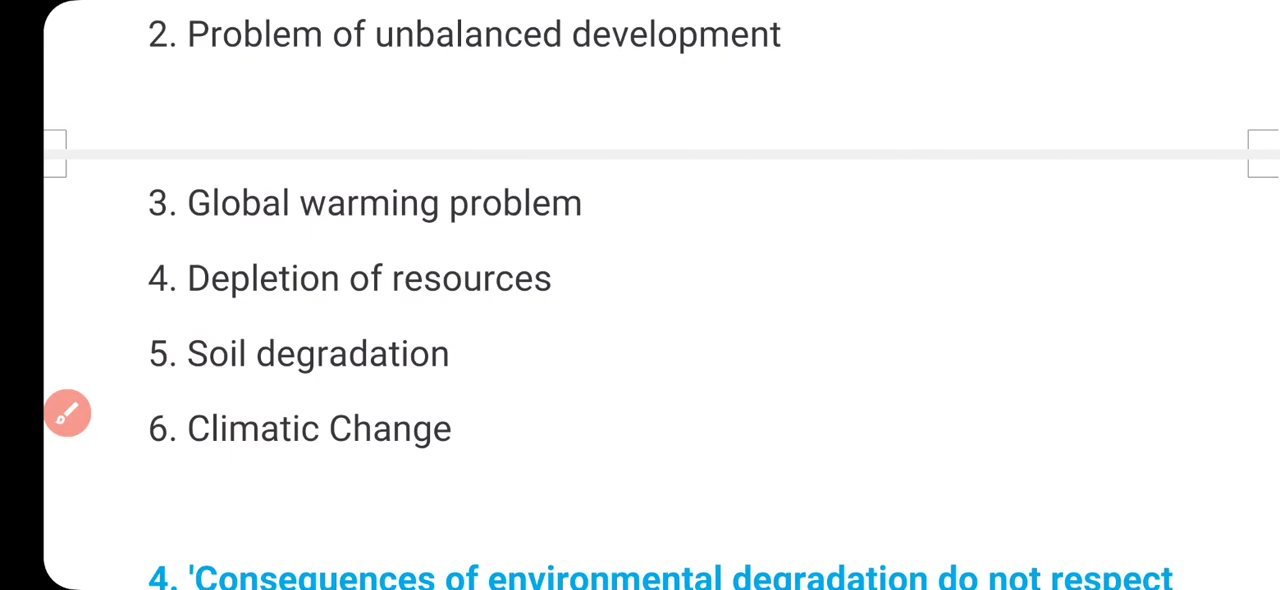 2. Problem of unbalanced development
3. Global warming problem
4. Depletion of resources
5. Soil degradation
6. Climatic Change
4. 'Consequences of environmental degradation do not respect